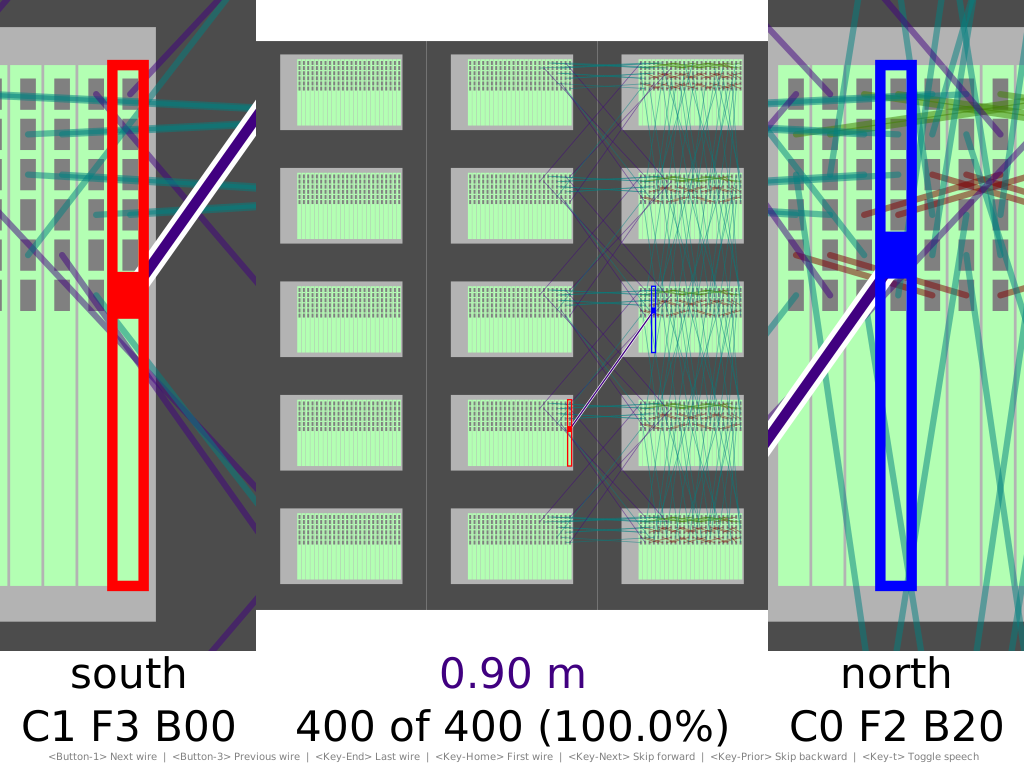 south
0.90 m
north
C1 F3 B00
400 of 400 (100.0%)
C0 F2 B20
<Button-1> Next wire | <Button-3> Previous wire | <Key-End> Last wire | <Key-Home> First wire | <Key-Next> Skip forward | <Key-Prior> Skip backward | <Key-t> Toggle speech